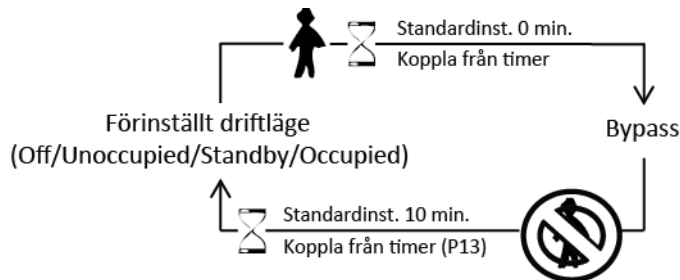 Standardinst. 0 min.
Koppla från timer
Förinställt driftläge
(Off/Unoccupied/Standby/Occupied)
Bypass
Standardinst. 10 min.
Koppla från timer (P13)